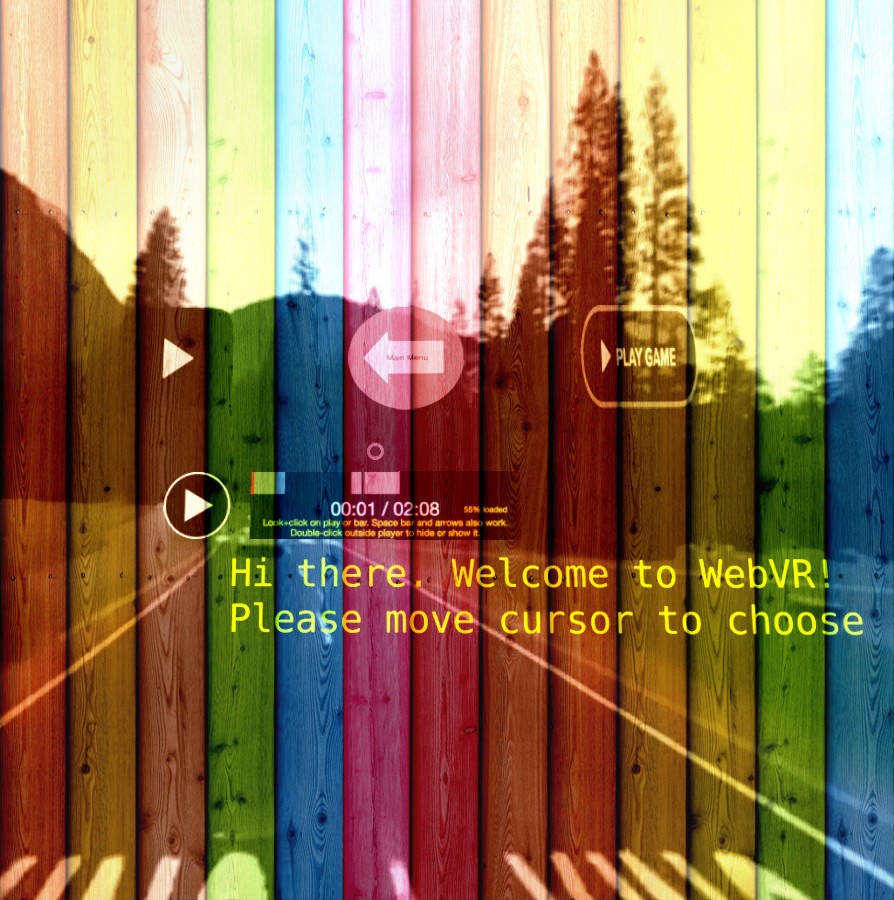 Main Menu
PLAY GAME
00:01 / 02:08
55% loaded
Look+click on play or bar. Space bar and arrows also work.
Double-click outside player to hide or show it.
Hi there. Welcome to WebVR!
Please move cursor to choose